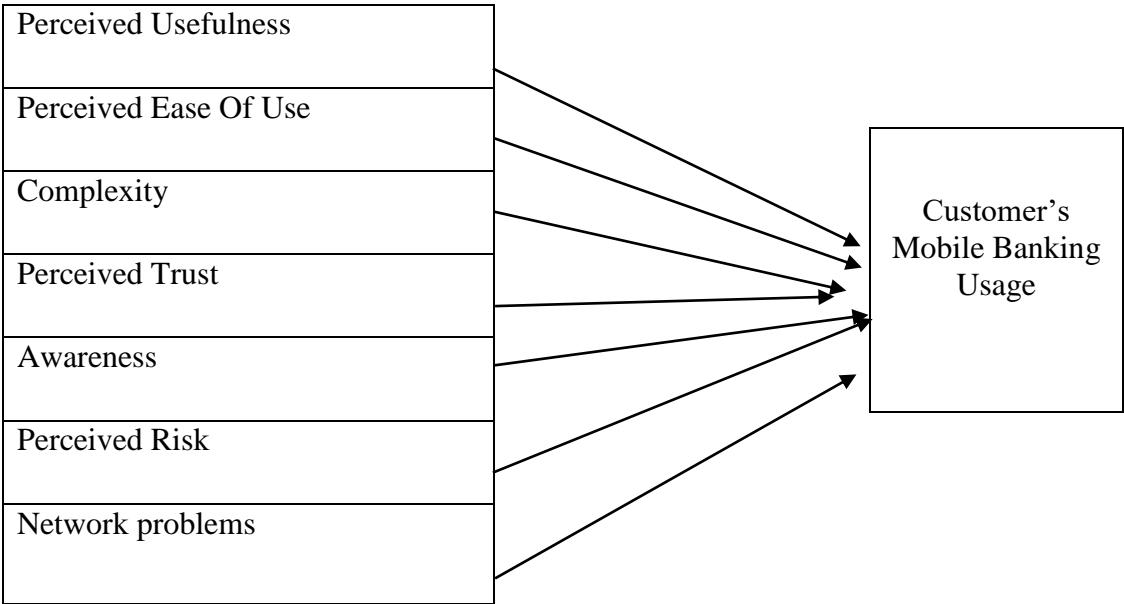 Perceived Usefulness
Perceived Ease Of Use
Complexity
Perceived Trust
Awareness
Perceived Risk
Network problems
Customer’s
Mobile Banking
Usage